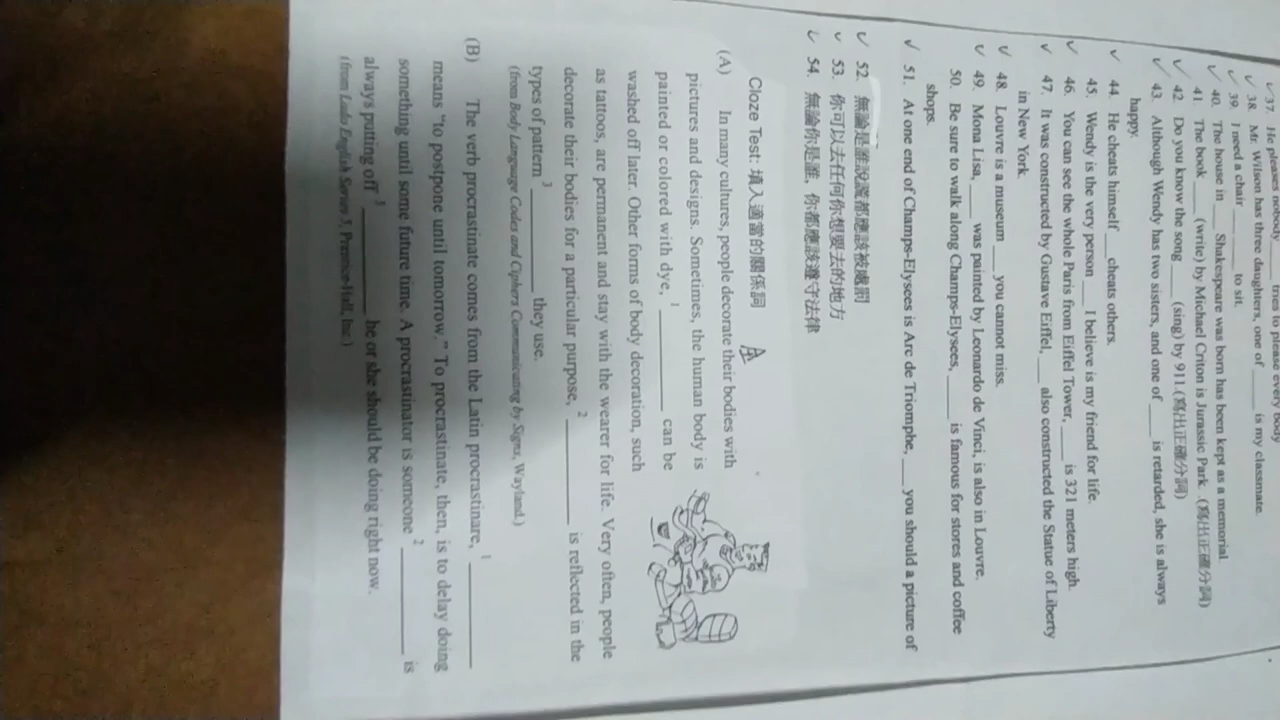 37. He pleases nobody ____ tries to please every body
38. Mr. Wilson has three daughters, one of ____ is my classmate.
39. I need a chair ____ ____ to sit.
40. The house in ____ Shakespeare was born has been kept as a memorial.
41. The book ____ (write) by Michael Criton is Jurassic Park .(寫出正確分詞)
42. Do you know the song ____ (sing) by 911.(寫出正確分詞)
43. Although Wendy has two sisters, and one of ____ is retarded, she is always
happy.
44. He cheats himself ____ cheats others.
45. Wendy is the very person ____ I believe is my friend for life.
46. You can see the whole Paris from Eiffel Tower, ____ is 321 meters high.
47. It was constructed by Gustave Eiffel, ____ also constructed the Statue of Liberty
in New York.
48. Louvre is a museum ____ you cannot miss.
49. Mona Lisa, ____ was painted by Leonardo de Vinci, is also in Louvre.
50. Be sure to walk along Champs-Elysees, ____ is famous for stores and coffee
shops.
51. At one end of Champs-Elysees is Arc de Triomphe, ____ you should a picture of
52. 無論是誰說謊都應該被處罰
53. 你可以去任何你想要去的地方
54. 無論你是誰, 你都應該遵守法律
Cloze Test: 填入適當的關係詞
(A) In many cultures, people decorate their bodies with
pictures and designs. Sometimes, the human body is
painted or colored with dye, 1 ________ can be
washed off later. Other forms of body decoration, such
as tattoos, are permanent and stay with the wearer for life. Very often, people
decorate their bodies for a particular purpose, 2 ________ is reflected in the
types of pattern 3 ________ they use.
(from Body Language Codes and Ciphers, Communicating by Signs, Wayland.)
(B) The verb procrastinate comes from the Latin procrastinare, 1 ________
means "to postpone until tomorrow." To procrastinate, then, is to delay doing
something until some future time. A procrastinator is someone 2 ________ is
always putting off 3 ________ he or she should be doing right now.
(from Lado English Series 5, Prentice-Hall, Inc.)